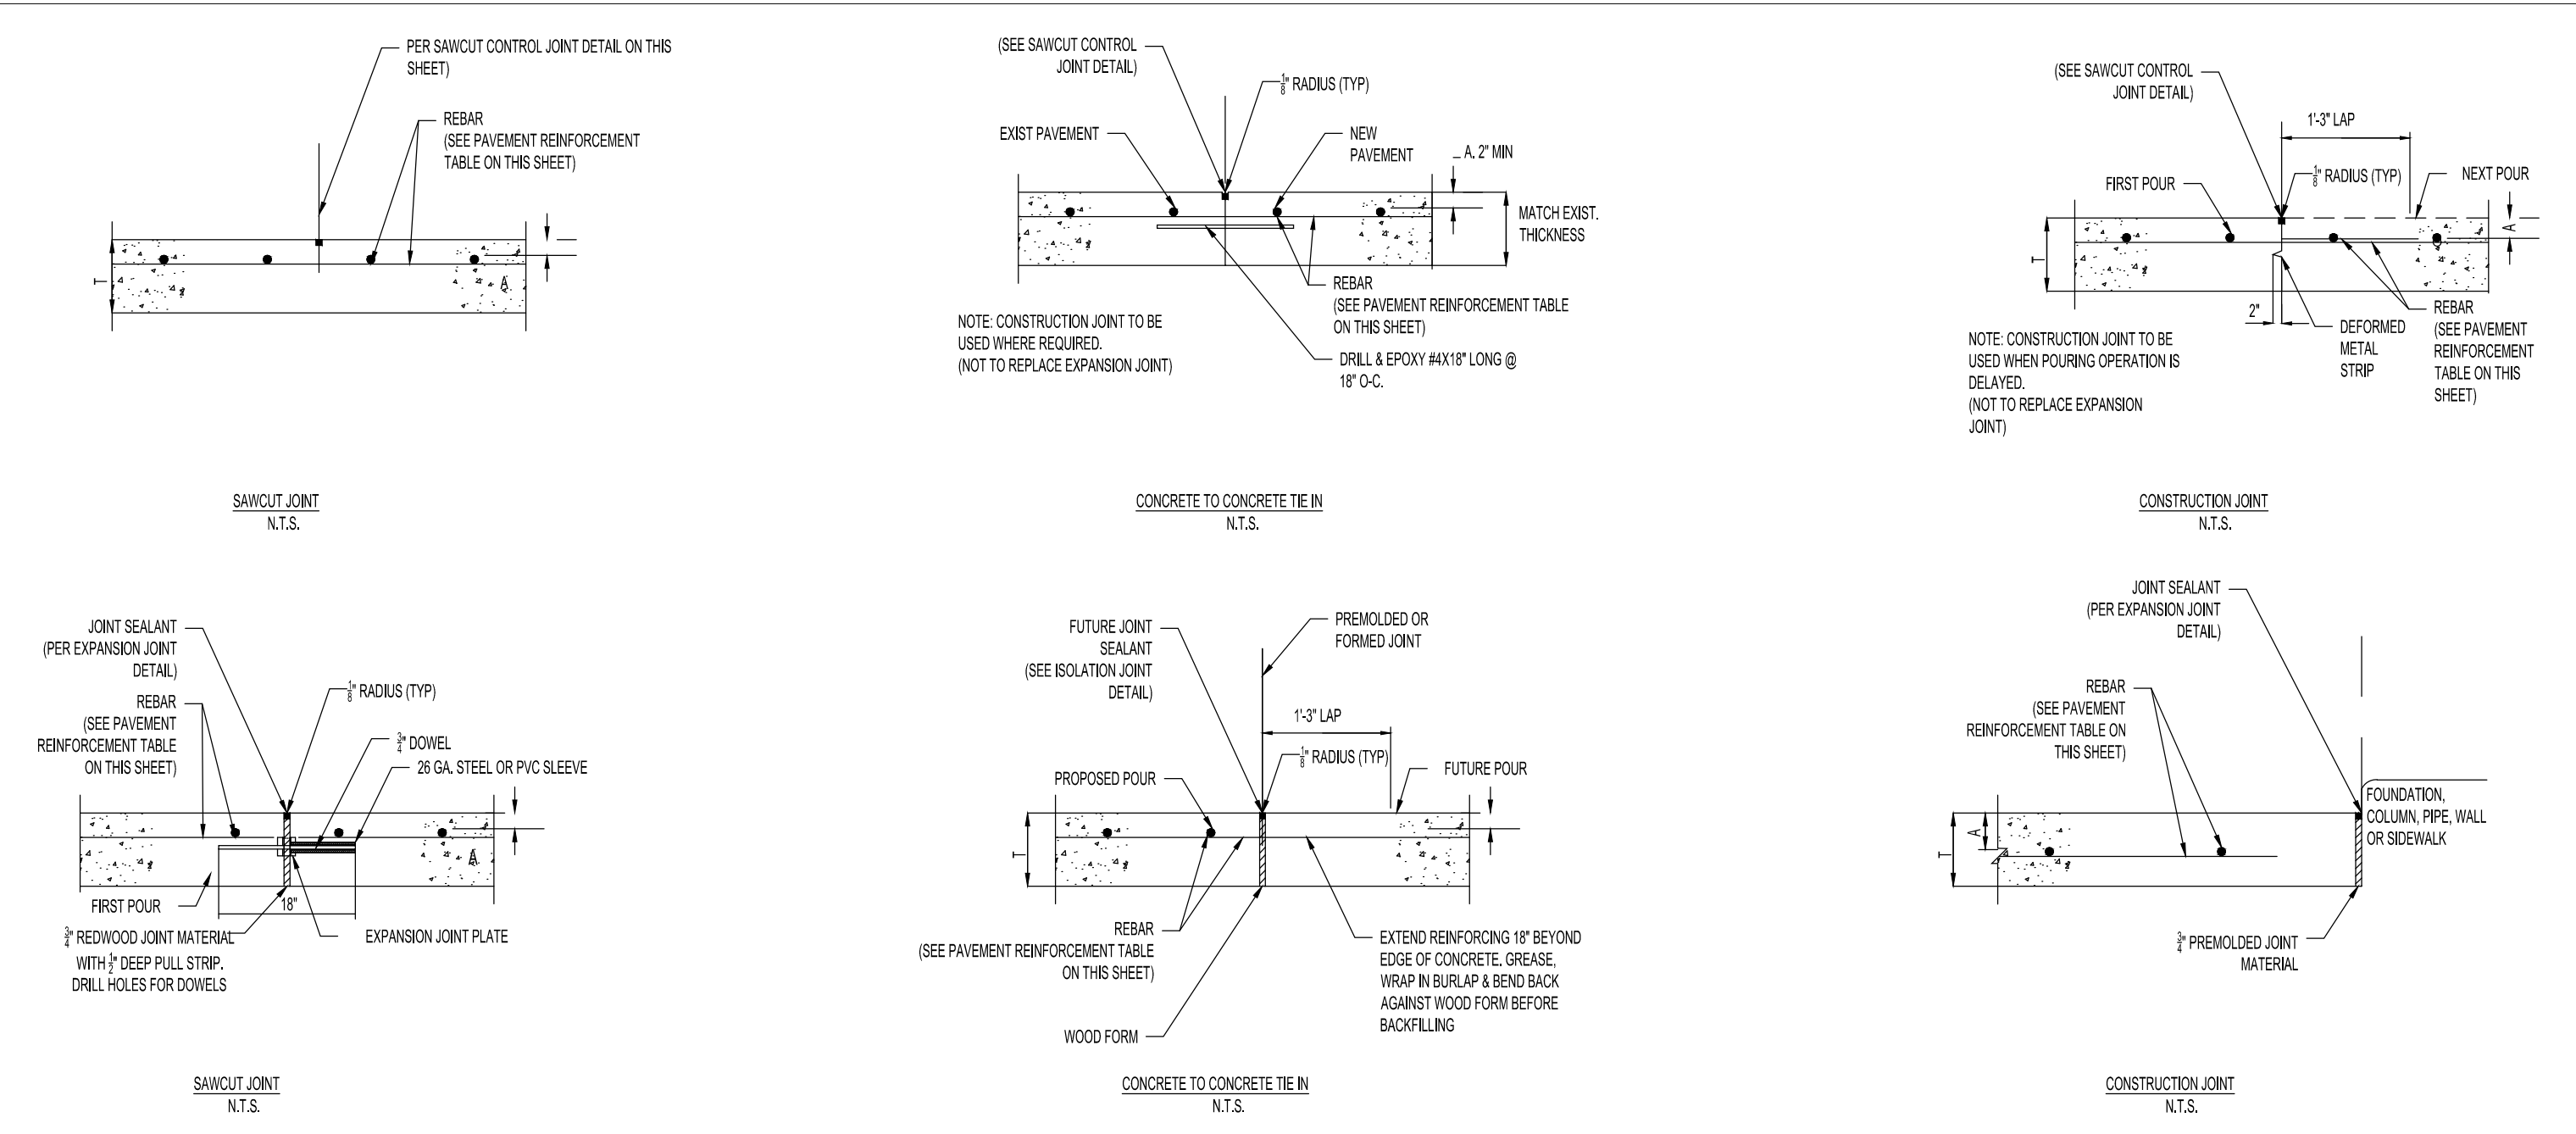 PER SAWCUT CONTROL JOINT DETAIL ON THIS
SHEET)
REBAR
(SEE PAVEMENT REINFORCEMENT
TABLE ON THIS SHEET)
T
A
SAWCUT JOINT
N.T.S.
(SEE SAWCUT CONTROL
JOINT DETAIL)
1/8" RADIUS (TYP)
EXIST PAVEMENT
NEW
PAVEMENT
A, 2" MIN
MATCH EXIST.
THICKNESS
REBAR
(SEE PAVEMENT REINFORCEMENT TABLE
ON THIS SHEET)
NOTE: CONSTRUCTION JOINT TO BE
USED WHERE REQUIRED.
(NOT TO REPLACE EXPANSION JOINT)
DRILL & EPOXY #4X18" LONG @
18" O-C.
CONCRETE TO CONCRETE TIE IN
N.T.S.
(SEE SAWCUT CONTROL
JOINT DETAIL)
1'-3" LAP
1/8" RADIUS (TYP)
NEXT POUR
FIRST POUR
A
T
2"
DEFORMED
METAL
STRIP
REBAR
(SEE PAVEMENT
REINFORCEMENT
TABLE ON THIS
SHEET)
NOTE: CONSTRUCTION JOINT TO BE
USED WHEN POURING OPERATION IS
DELAYED.
(NOT TO REPLACE EXPANSION
JOINT)
CONSTRUCTION JOINT
N.T.S.
JOINT SEALANT
(PER EXPANSION JOINT
DETAIL)
REBAR
(SEE PAVEMENT
REINFORCEMENT TABLE
ON THIS SHEET)
1/8" RADIUS (TYP)
3/4" DOWEL
26 GA. STEEL OR PVC SLEEVE
A
FIRST POUR
18"
3/4" REDWOOD JOINT MATERIAL
WITH 1/2" DEEP PULL STRIP.
DRILL HOLES FOR DOWELS
EXPANSION JOINT PLATE
SAWCUT JOINT
N.T.S.
FUTURE JOINT
SEALANT
(SEE ISOLATION JOINT
DETAIL)
PREMOLDED OR
FORMED JOINT
1'-3" LAP
1/8" RADIUS (TYP)
PROPOSED POUR
FUTURE POUR
T
REBAR
(SEE PAVEMENT REINFORCEMENT TABLE
ON THIS SHEET)
EXTEND REINFORCING 18" BEYOND
EDGE OF CONCRETE, GREASE,
WRAP IN BURLAP & BEND BACK
AGAINST WOOD FORM BEFORE
BACKFILLING
WOOD FORM
CONCRETE TO CONCRETE TIE IN
N.T.S.
JOINT SEALANT
(PER EXPANSION JOINT
DETAIL)
REBAR
(SEE PAVEMENT
REINFORCEMENT TABLE ON
THIS SHEET)
FOUNDATION,
COLUMN, PIPE, WALL
OR SIDEWALK
A
T
3/4" PREMOLDED JOINT
MATERIAL
CONSTRUCTION JOINT
N.T.S.